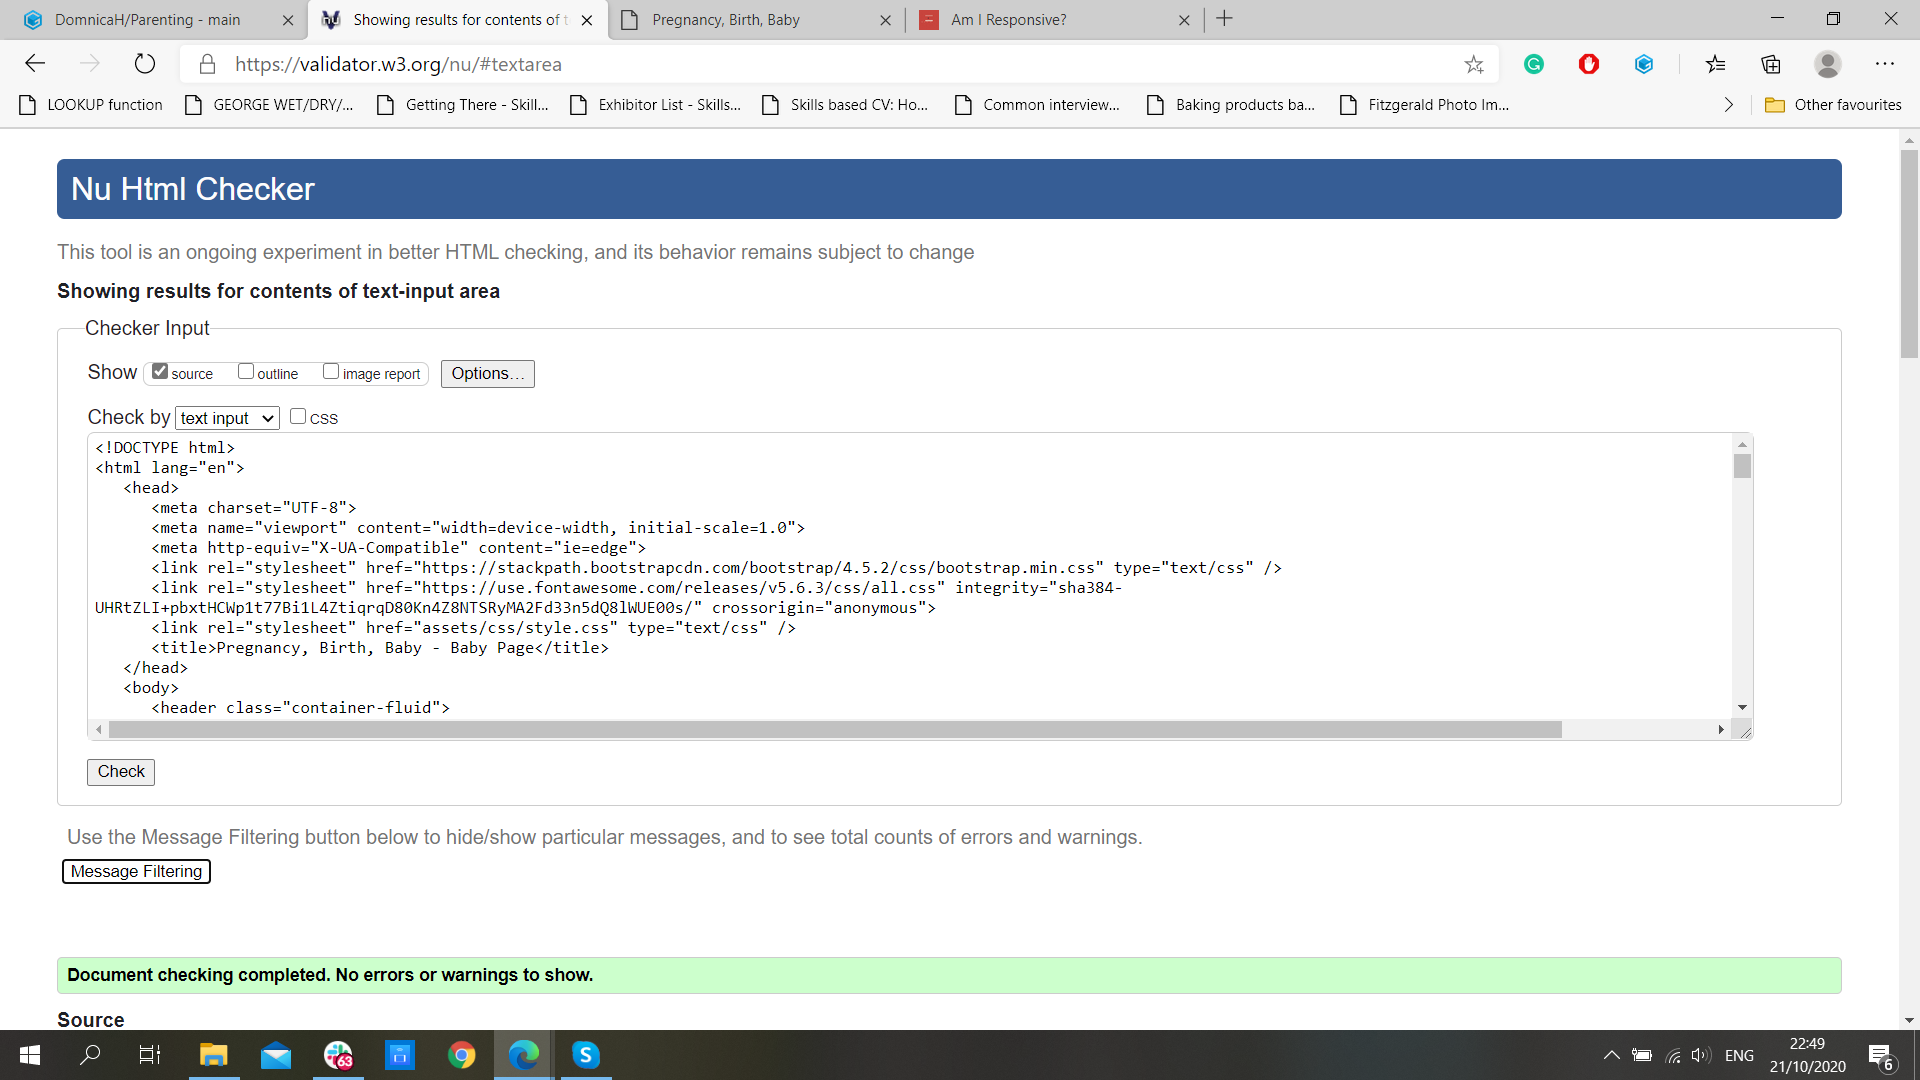 DomnicaH/Parenting - main
Showing results for contents of t
Pregnancy, Birth, Baby
Am I Responsive?
https://validator.w3.org/nu/#textarea
LOOKUP function
GEORGE WET/DRY/...
Getting There - Skill...
Exhibitor List - Skills...
Skills based CV: Ho...
Common interview...
Baking products ba...
Fitzgerald Photo Im...
Other favourites
Nu Html Checker
This tool is an ongoing experiment in better HTML checking, and its behavior remains subject to change
Showing results for contents of text-input area
Checker Input
Show source outline image report Options...
Check by text input CSS
<!DOCTYPE html>
<html lang="en">
<head>
<meta charset="UTF-8">
<meta name="viewport" content="width=device-width, initial-scale=1.0">
<meta http-equiv="X-UA-Compatible" content="ie=edge">
<link rel="stylesheet" href="https://stackpath.bootstrapcdn.com/bootstrap/4.5.2/css/bootstrap.min.css" type="text/css" />
<link rel="stylesheet" href="https://use.fontawesome.com/releases/v5.6.3/css/all.css" integrity="sha384-
UHRtZLI+pbxtHCWp1t77Bi1L4ZtiqrqD80Kn4Z8NTSRyMA2Fd33n5dQ8lWUE00s/" crossorigin="anonymous">
<link rel="stylesheet" href="assets/css/style.css" type="text/css" />
<title>Pregnancy, Birth, Baby - Baby Page</title>
</head>
<body>
<header class="container-fluid">
Check
Use the Message Filtering button below to hide/show particular messages, and to see total counts of errors and warnings.
Message Filtering
Document checking completed. No errors or warnings to show.
Source
63
ENG
22:49
21/10/2020
6